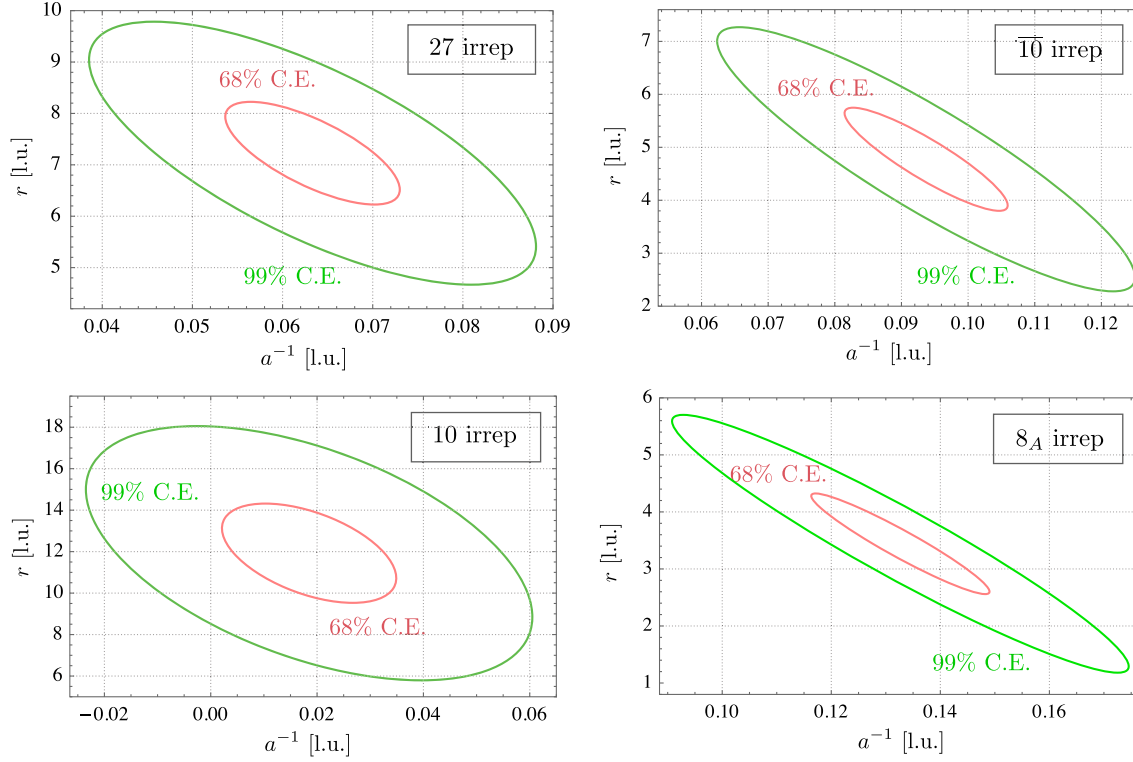 27 irrep
68% C.E.
99% C.E.
r [l.u.]
10
9
8
7
6
5
0.04 0.05 0.06 0.07 0.08 0.09
a⁻¹ [l.u.]
1̅0̅ irrep
68% C.E.
99% C.E.
r [l.u.]
7
6
5
4
3
2
0.06 0.07 0.08 0.09 0.10 0.11 0.12
a⁻¹ [l.u.]
10 irrep
99% C.E.
68% C.E.
r [l.u.]
18
16
14
12
10
8
6
−0.02 0.00 0.02 0.04 0.06
a⁻¹ [l.u.]
8_A irrep
68% C.E.
99% C.E.
r [l.u.]
6
5
4
3
2
1
0.10 0.12 0.14 0.16
a⁻¹ [l.u.]